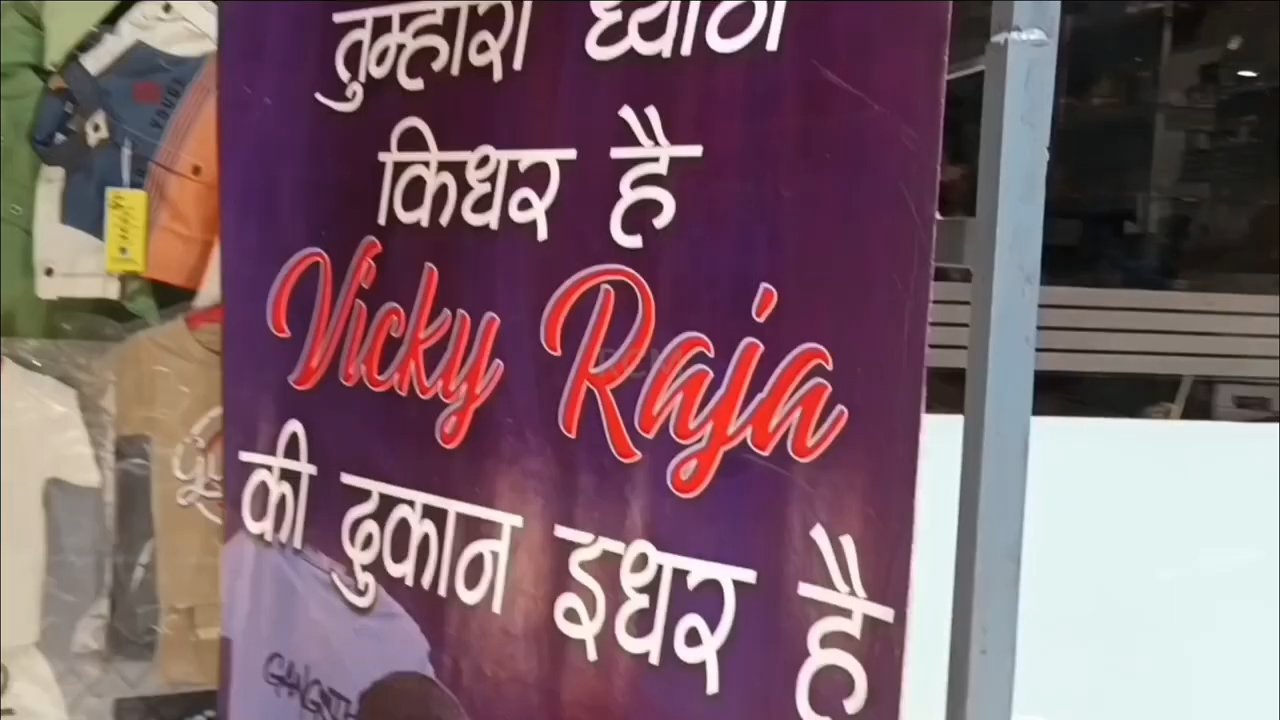 तुम्हारा ध्यान
किधर है
Vicky Raja
की दुकान इधर है